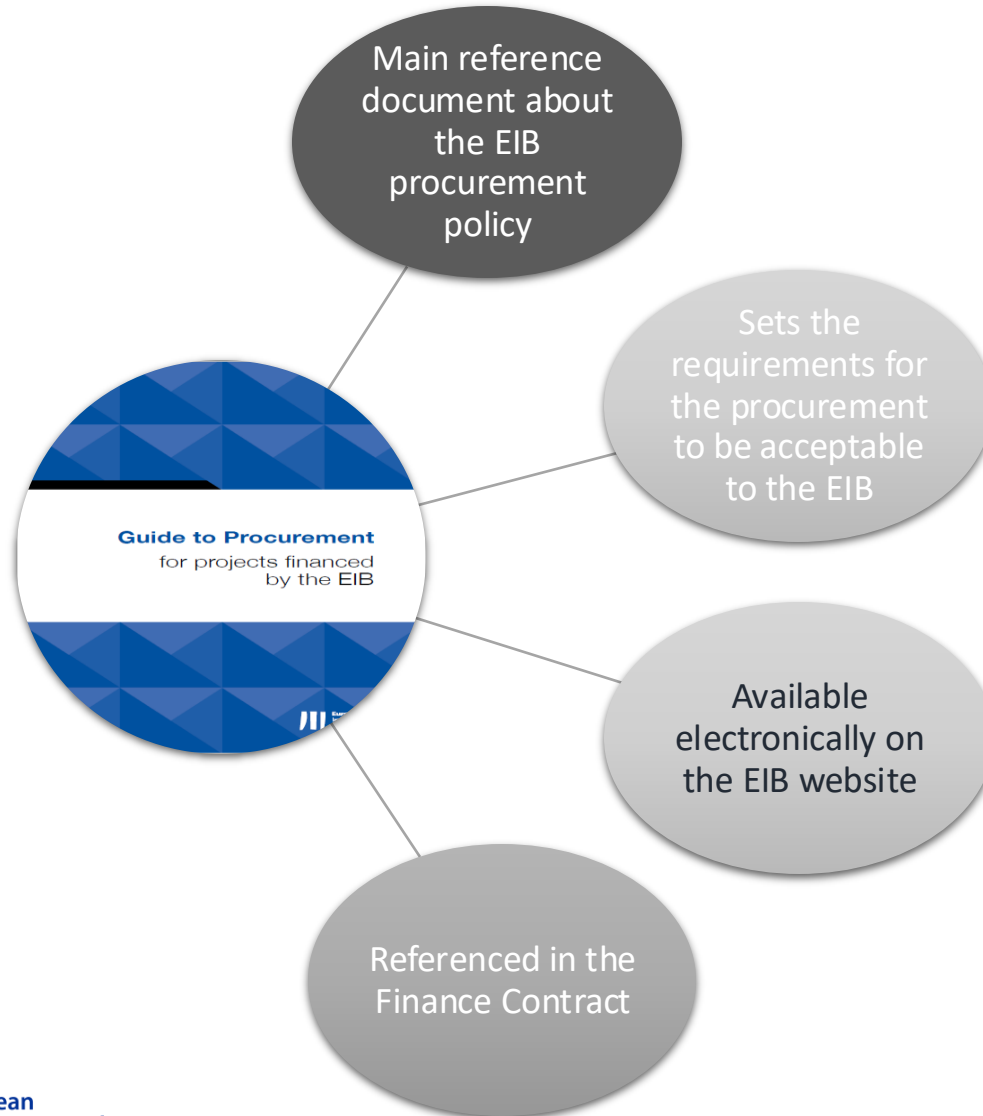 Main reference
document about
the EIB
procurement
policy
Sets the
requirements for
the procurement
to be acceptable
to the EIB
Guide to Procurement
for projects financed
by the EIB
Available
electronically on
the EIB website
Referenced in the
Finance Contract
ean